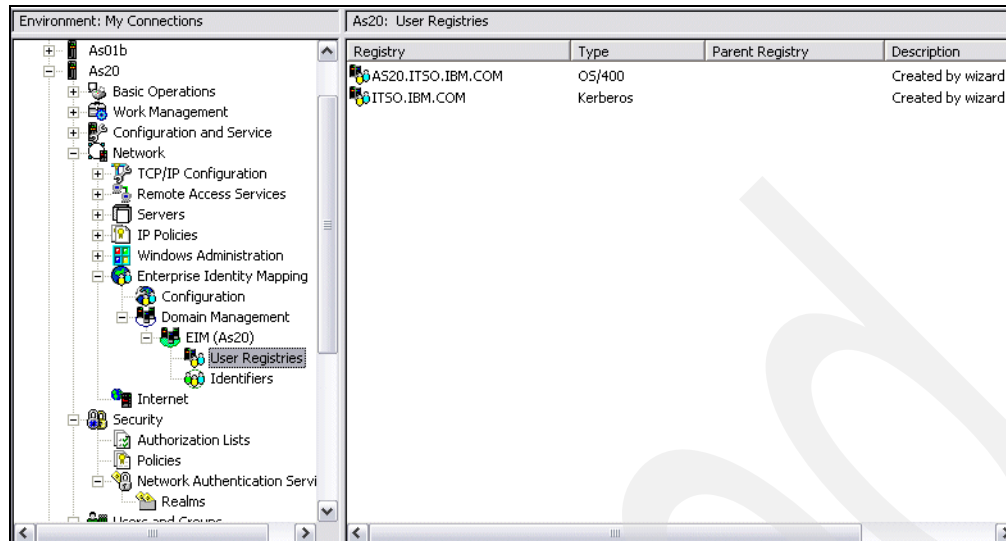 Environment: My Connections
As01b
As20
Basic Operations
Work Management
Configuration and Service
Network
TCP/IP Configuration
Remote Access Services
Servers
IP Policies
Windows Administration
Enterprise Identity Mapping
Configuration
Domain Management
EIM (As20)
User Registries
Identifiers
Internet
Security
Authorization Lists
Policies
Network Authentication Servi
Realms
Users and Groups
As20: User Registries
Registry Type Parent Registry Description
AS20.ITSO.IBM.COM OS/400 Created by wizard
ITSO.IBM.COM Kerberos Created by wizard